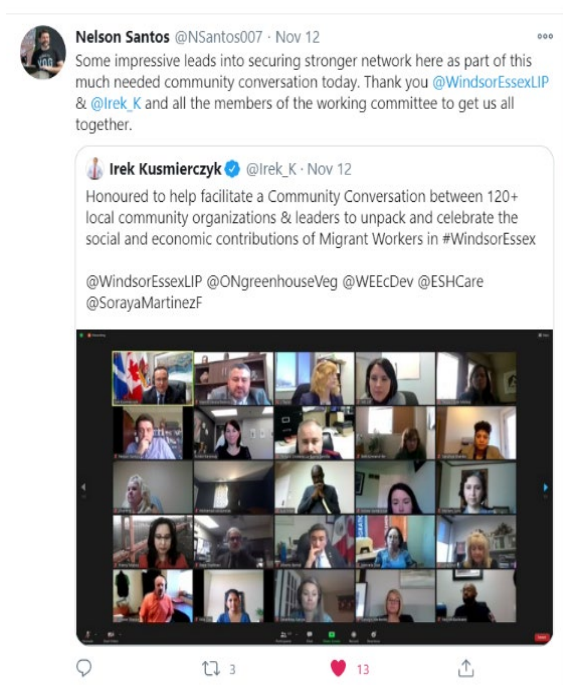 Nelson Santos @NSantos007 · Nov 12
Some impressive leads into securing stronger network here as part of this
much needed community conversation today. Thank you @WindsorEssexLIP
& @Irek_K and all the members of the working committee to get us all
together.
Irek Kusmierczyk @Irek_K · Nov 12
Honoured to help facilitate a Community Conversation between 120+
local community organizations & leaders to unpack and celebrate the
social and economic contributions of Migrant Workers in #WindsorEssex
@WindsorEssexLIP @ONgreenhouseVeg @WEEcDev @ESHCare
@SorayaMartinezF
3
13